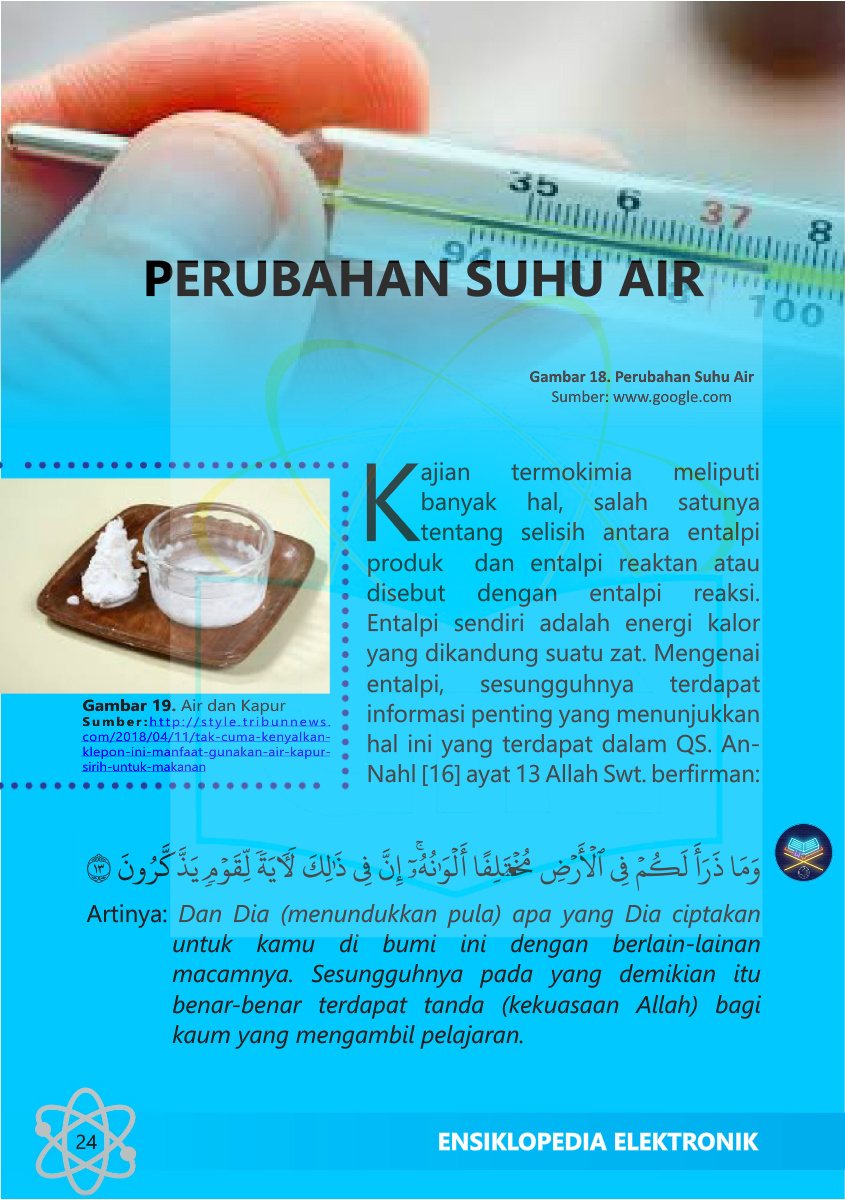 35 6 37 8
94 100
PERUBAHAN SUHU AIR
Gambar 18. Perubahan Suhu Air
Sumber: www.google.com
Kajian termokimia meliputi
banyak hal, salah satunya
tentang selisih antara entalpi
produk dan entalpi reaktan atau
disebut dengan entalpi reaksi.
Entalpi sendiri adalah energi kalor
yang dikandung suatu zat. Mengenai
entalpi, sesungguhnya terdapat
informasi penting yang menunjukkan
hal ini yang terdapat dalam QS. An-
Nahl [16] ayat 13 Allah Swt. berfirman:
Gambar 19. Air dan Kapur
Sumber:http://style.tribunnews.
com/2018/04/11/tak-cuma-kenyalkan-
klepon-ini-manfaat-gunakan-air-kapur-
sirih-untuk-makanan
وَمَا ذَرَأَ لَكُمْ فِى ٱلْأَرْضِ مُخْتَلِفًا أَلْوَٰنُهُۥٓ ۗ إِنَّ فِى ذَٰلِكَ لَـَٔايَةً لِّقَوْمٍ يَذَّكَّرُونَ ١٣
Artinya: Dan Dia (menundukkan pula) apa yang Dia ciptakan
untuk kamu di bumi ini dengan berlain-lainan
macamnya. Sesungguhnya pada yang demikian itu
benar-benar terdapat tanda (kekuasaan Allah) bagi
kaum yang mengambil pelajaran.
24
ENSIKLOPEDIA ELEKTRONIK